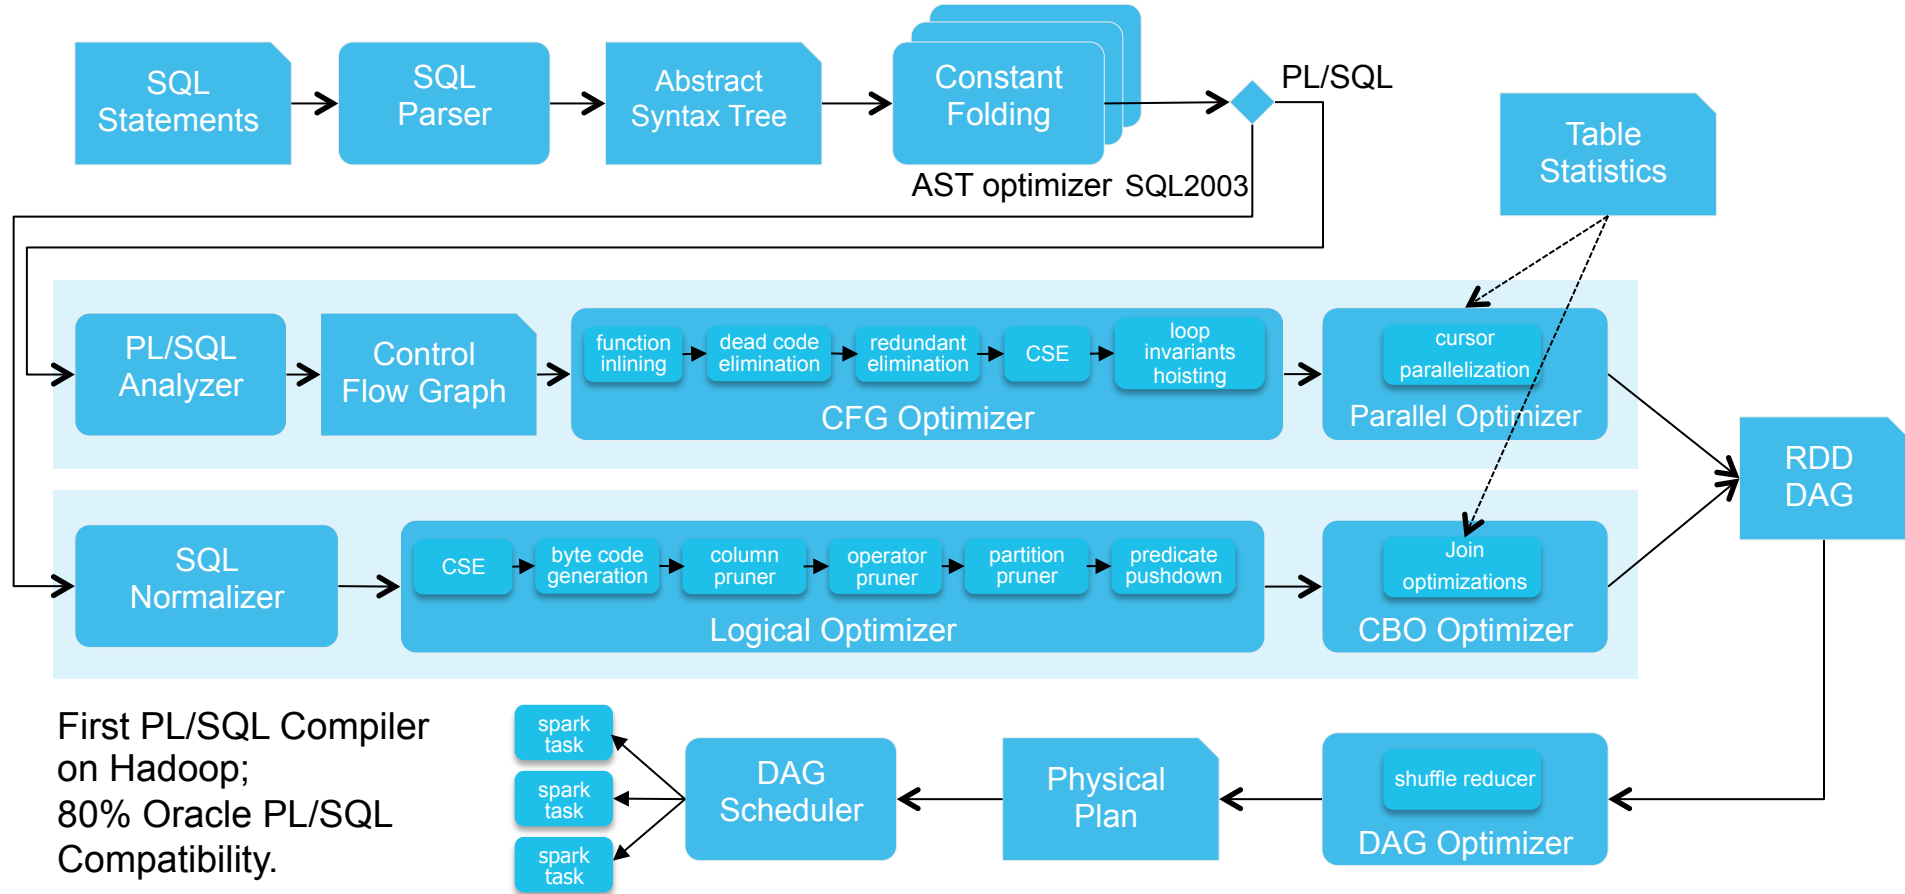 SQL
Statements
SQL
Parser
Abstract
Syntax Tree
Constant
Folding
PL/SQL
AST optimizer
SQL2003
Table
Statistics
PL/SQL
Analyzer
Control
Flow Graph
function
inlining
dead code
elimination
redundant
elimination
CSE
loop
invariants
hoisting
CFG Optimizer
cursor
parallelization
Parallel Optimizer
RDD
DAG
SQL
Normalizer
CSE
byte code
generation
column
pruner
operator
pruner
partition
pruner
predicate
pushdown
Logical Optimizer
Join
optimizations
CBO Optimizer
First PL/SQL Compiler
on Hadoop;
80% Oracle PL/SQL
Compatibility.
spark
task
spark
task
spark
task
DAG
Scheduler
Physical
Plan
shuffle reducer
DAG Optimizer